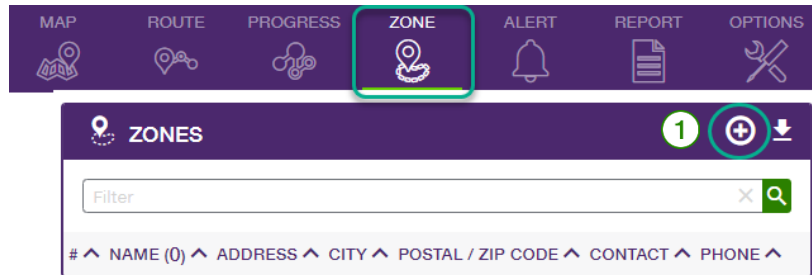 MAP ROUTE PROGRESS ZONE ALERT REPORT OPTIONS
ZONES 1
Filter
# NAME (0) ADDRESS CITY POSTAL / ZIP CODE CONTACT PHONE